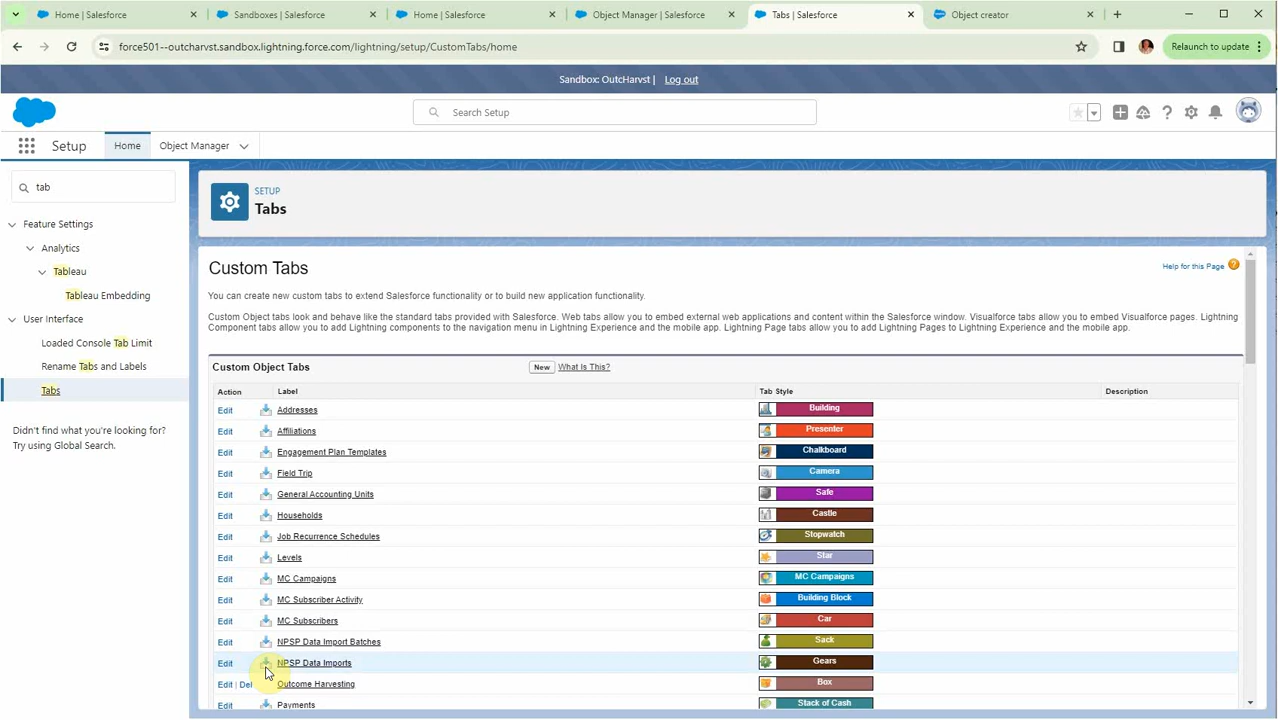 Home | Salesforce
Sandboxes | Salesforce
Home | Salesforce
Object Manager | Salesforce
Tabs | Salesforce
Object creator
force501--outcharvst.sandbox.lightning.force.com/lightning/setup/CustomTabs/home
Relaunch to update
Sandbox: OutcHarvst | Log out
Search Setup
Setup
Home
Object Manager
tab
Feature Settings
Analytics
Tableau
Tableau Embedding
User Interface
Loaded Console Tab Limit
Rename Tabs and Labels
Tabs
Didn't find what you're looking for?
Try using Global Search.
SETUP
Tabs
Custom Tabs
Help for this Page
You can create new custom tabs to extend Salesforce functionality or to build new application functionality.
Custom Object tabs look and behave like the standard tabs provided with Salesforce. Web tabs allow you to embed external web applications and content within the Salesforce window. Visualforce tabs allow you to embed Visualforce pages. Lightning
Component tabs allow you to add Lightning components to the navigation menu in Lightning Experience and the mobile app. Lightning Page tabs allow you to add Lightning Pages to Lightning Experience and the mobile app.
Custom Object Tabs New What Is This?
Action Label Tab Style Description
Edit Addresses Building
Edit Affiliations Presenter
Edit Engagement Plan Templates Chalkboard
Edit Field Trip Camera
Edit General Accounting Units Safe
Edit Households Castle
Edit Job Recurrence Schedules Stopwatch
Edit Levels Star
Edit MC Campaigns MC Campaigns
Edit MC Subscriber Activity Building Block
Edit MC Subscribers Car
Edit NPSP Data Import Batches Sack
Edit NPSP Data Imports Gears
Edit | Del Outcome Harvesting Box
Edit Payments Stack of Cash